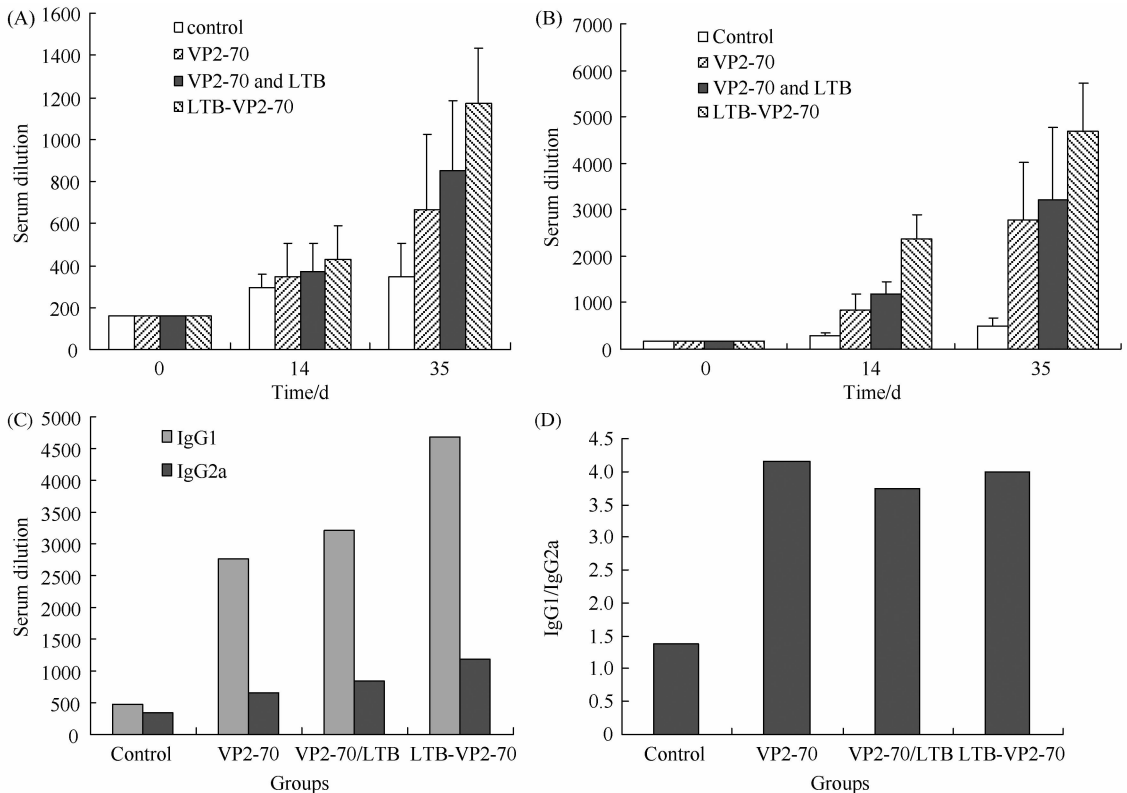 (A)
control
VP2-70
VP2-70 and LTB
LTB-VP2-70
Serum dilution
1600
1400
1200
1000
800
600
400
200
0
0 14 35
Time/d
(B)
Control
VP2-70
VP2-70 and LTB
LTB-VP2-70
Serum dilution
7000
6000
5000
4000
3000
2000
1000
0
0 14 35
Time/d
(C)
IgG1
IgG2a
Serum dilution
5000
4500
4000
3500
3000
2500
2000
1500
1000
500
0
Control VP2-70 VP2-70/LTB LTB-VP2-70
Groups
(D)
IgG1/IgG2a
4.5
4.0
3.5
3.0
2.5
2.0
1.5
1.0
0.5
0
Control VP2-70 VP2-70/LTB LTB-VP2-70
Groups